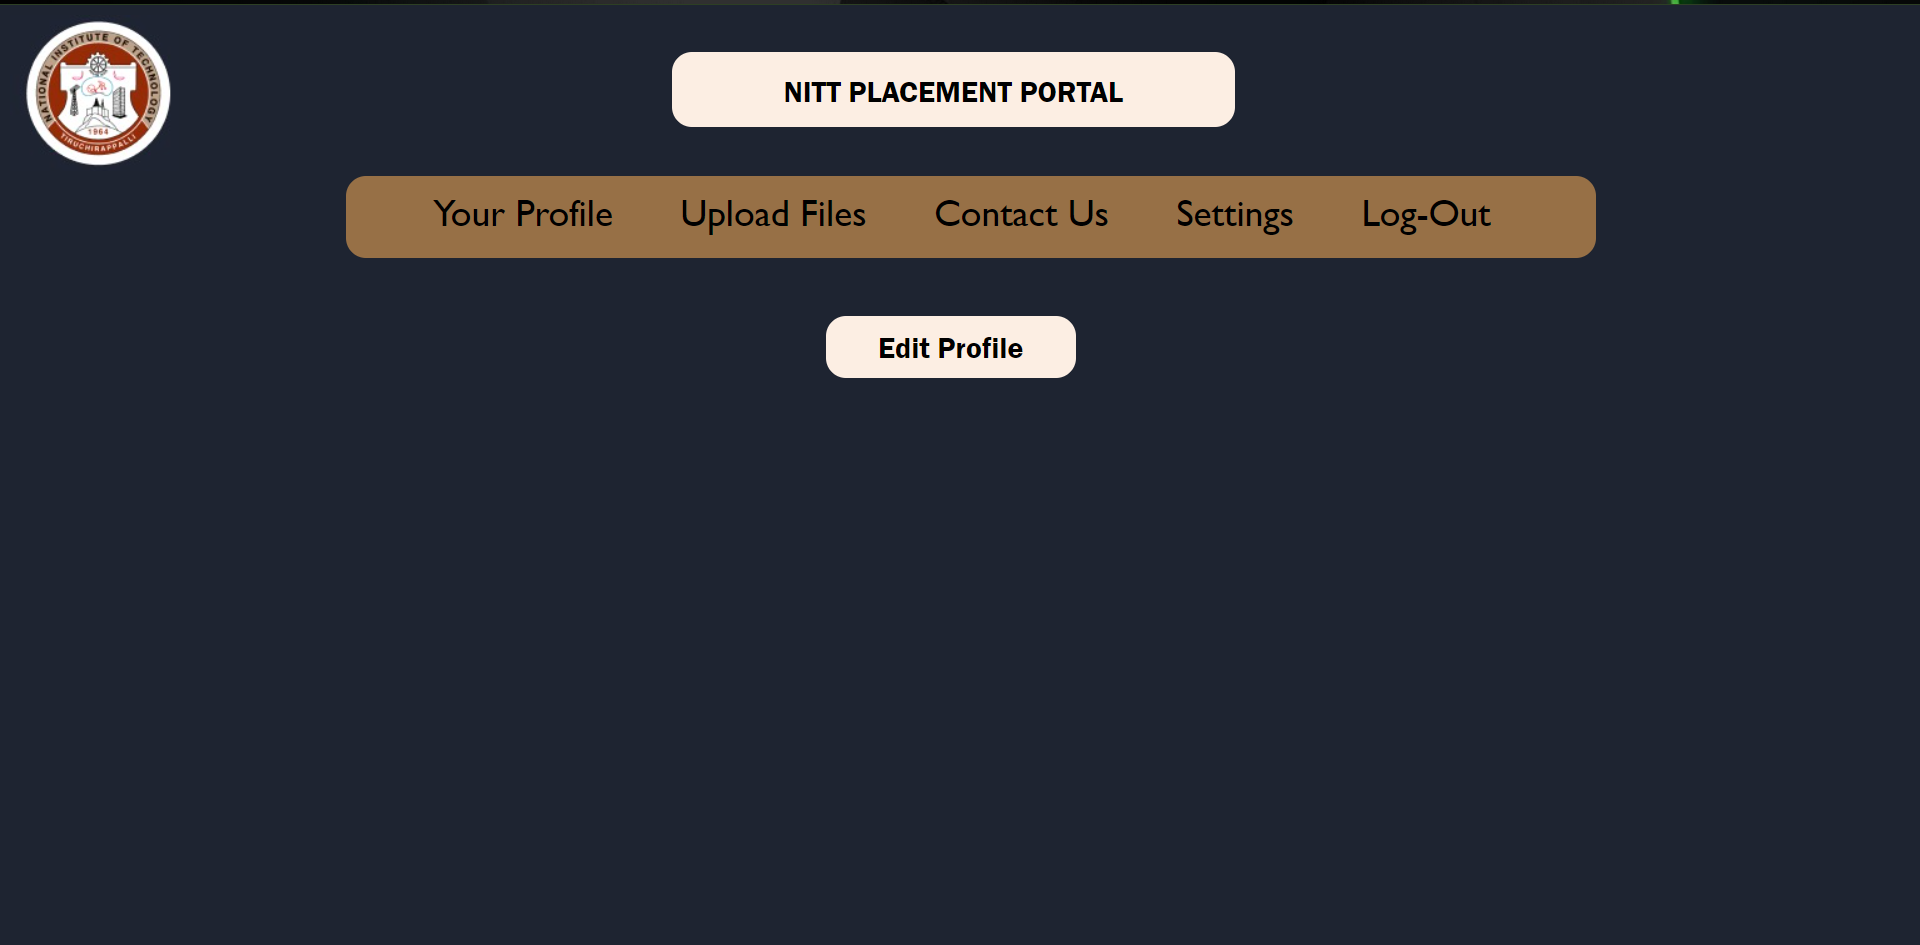 NATIONAL INSTITUTE OF TECHNOLOGY
1964
TIRUCHIRAPPALLI
NITT PLACEMENT PORTAL
Your Profile Upload Files Contact Us Settings Log-Out
Edit Profile